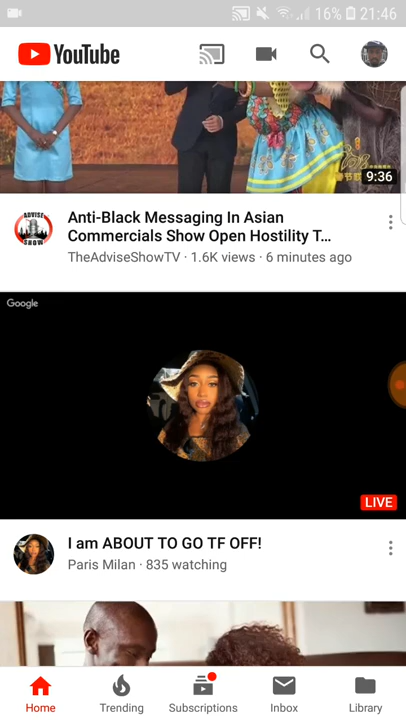 16% 21:46
YouTube
9:36
ADVISE
SHOW
Anti-Black Messaging In Asian
Commercials Show Open Hostility T...
TheAdviseShowTV · 1.6K views · 6 minutes ago
Google
LIVE
I am ABOUT TO GO TF OFF!
Paris Milan · 835 watching
Home Trending Subscriptions Inbox Library